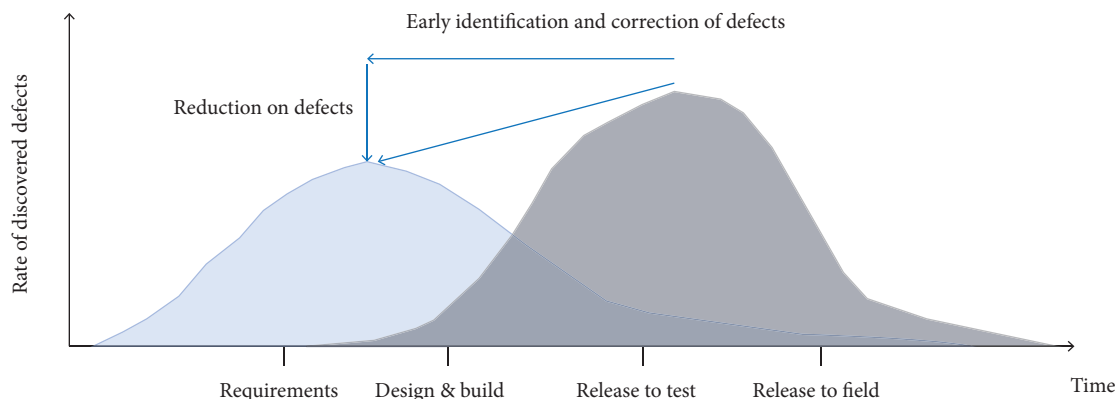 Early identification and correction of defects
Reduction on defects
Rate of discovered defects
Requirements
Design & build
Release to test
Release to field
Time